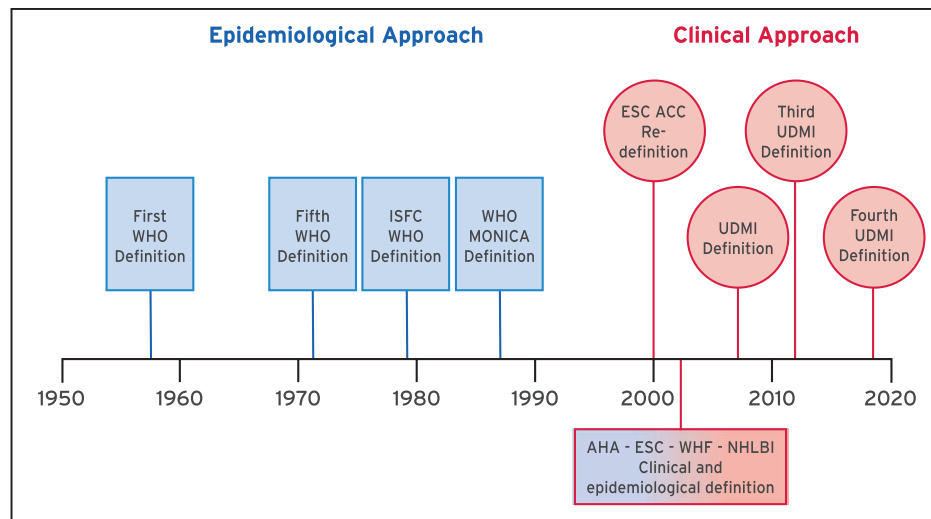 Epidemiological Approach
Clinical Approach
ESC ACC
Re-
definition
Third
UDMI
Definition
First
WHO
Definition
Fifth
WHO
Definition
ISFC
WHO
Definition
WHO
MONICA
Definition
UDMI
Definition
Fourth
UDMI
Definition
1950
1960
1970
1980
1990
2000
2010
2020
AHA - ESC - WHF - NHLBI
Clinical and
epidemiological definition